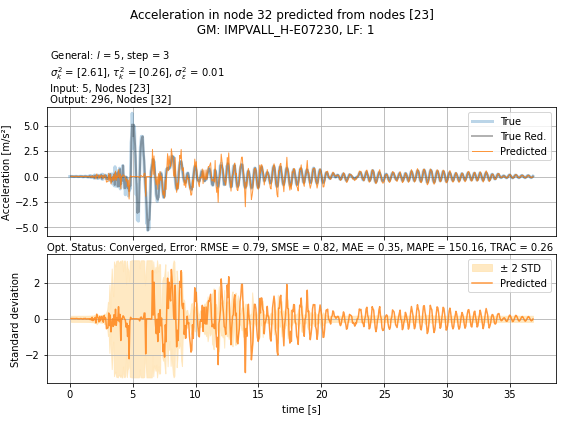 Acceleration in node 32 predicted from nodes [23]
GM: IMPVALL_H-E07230, LF: 1
General: l = 5, step = 3
σ²ₖ = [2.61], τ²ₖ = [0.26], σ²ε = 0.01
Input: 5, Nodes [23]
Output: 296, Nodes [32]
Acceleration [m/s²]
5.0
2.5
0.0
−2.5
−5.0
True
True Red.
Predicted
Opt. Status: Converged, Error: RMSE = 0.79, SMSE = 0.82, MAE = 0.35, MAPE = 150.16, TRAC = 0.26
Standard deviation
2
0
−2
± 2 STD
Predicted
0 5 10 15 20 25 30 35
time [s]